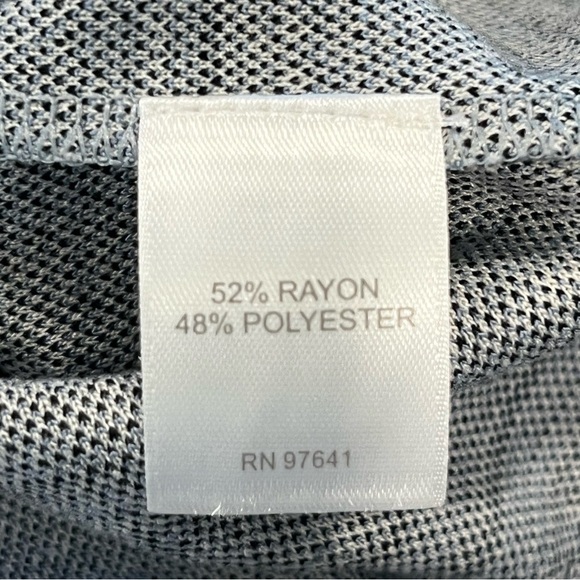 52% RAYON
48% POLYESTER
RN 97641